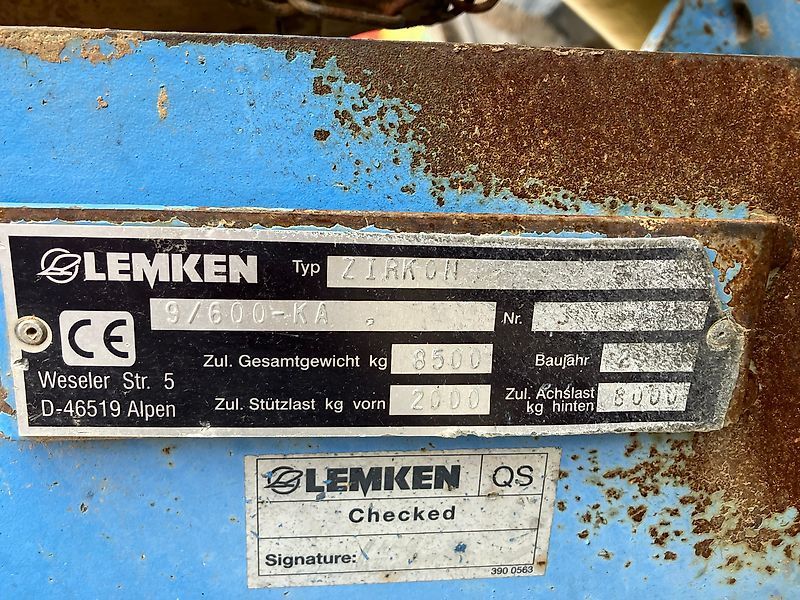 LEMKEN Typ ZIRKON
9/600-KA Nr.
CE
Zul. Gesamtgewicht kg 8500 Baujahr
Weseler Str. 5
D-46519 Alpen
Zul. Stützlast kg vorn 2000 Zul. Achslast kg hinten 8000
LEMKEN QS
Checked
Signature:
390 0563